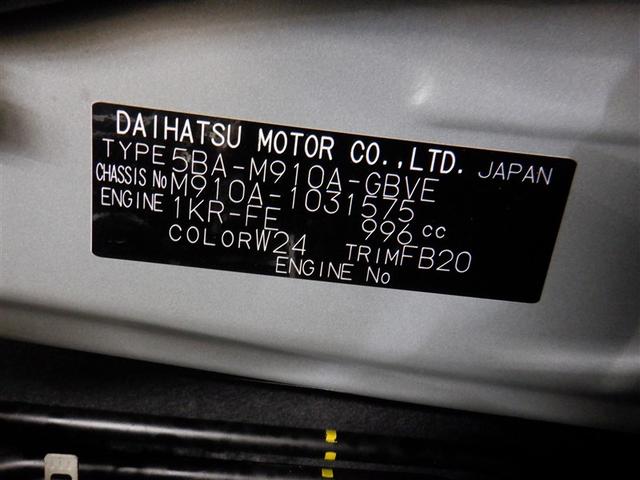 DAIHATSU MOTOR CO.,LTD. JAPAN
TYPE 5BA-M910A-GBVE
CHASSIS No M910A-1031575
ENGINE 1KR-FE 996 cc
COLOR W24 TRIM FB20
ENGINE No